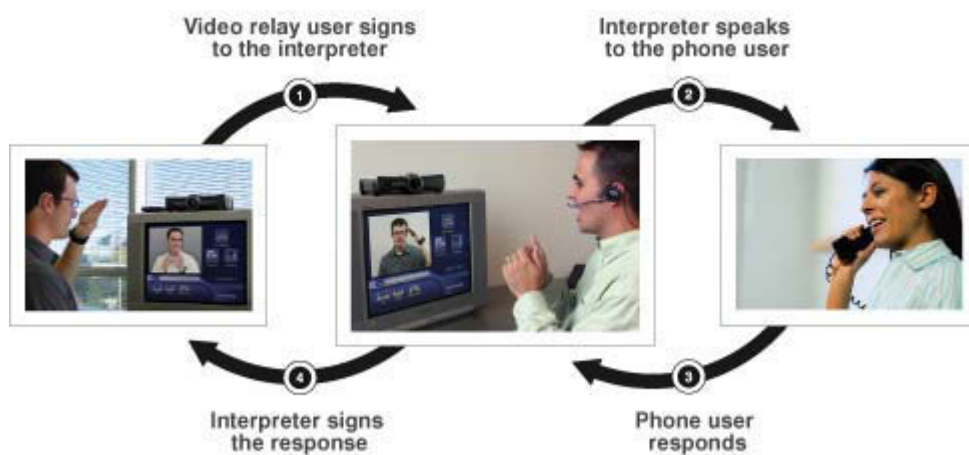 Video relay user signs
to the interpreter
1
Interpreter speaks
to the phone user
2
Phone user
responds
3
Interpreter signs
the response
4